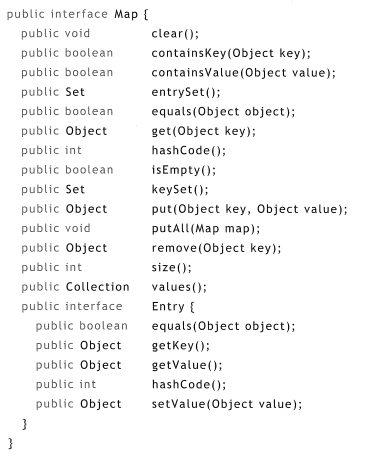 public interface Map {
public void clear();
public boolean containsKey(Object key);
public boolean containsValue(Object value);
public Set entrySet();
public boolean equals(Object object);
public Object get(Object key);
public int hashCode();
public boolean isEmpty();
public Set keySet();
public Object put(Object key, Object value);
public void putAll(Map map);
public Object remove(Object key);
public int size();
public Collection values();
public interface Entry {
public boolean equals(Object object);
public Object getKey();
public Object getValue();
public int hashCode();
public Object setValue(Object value);
}
}